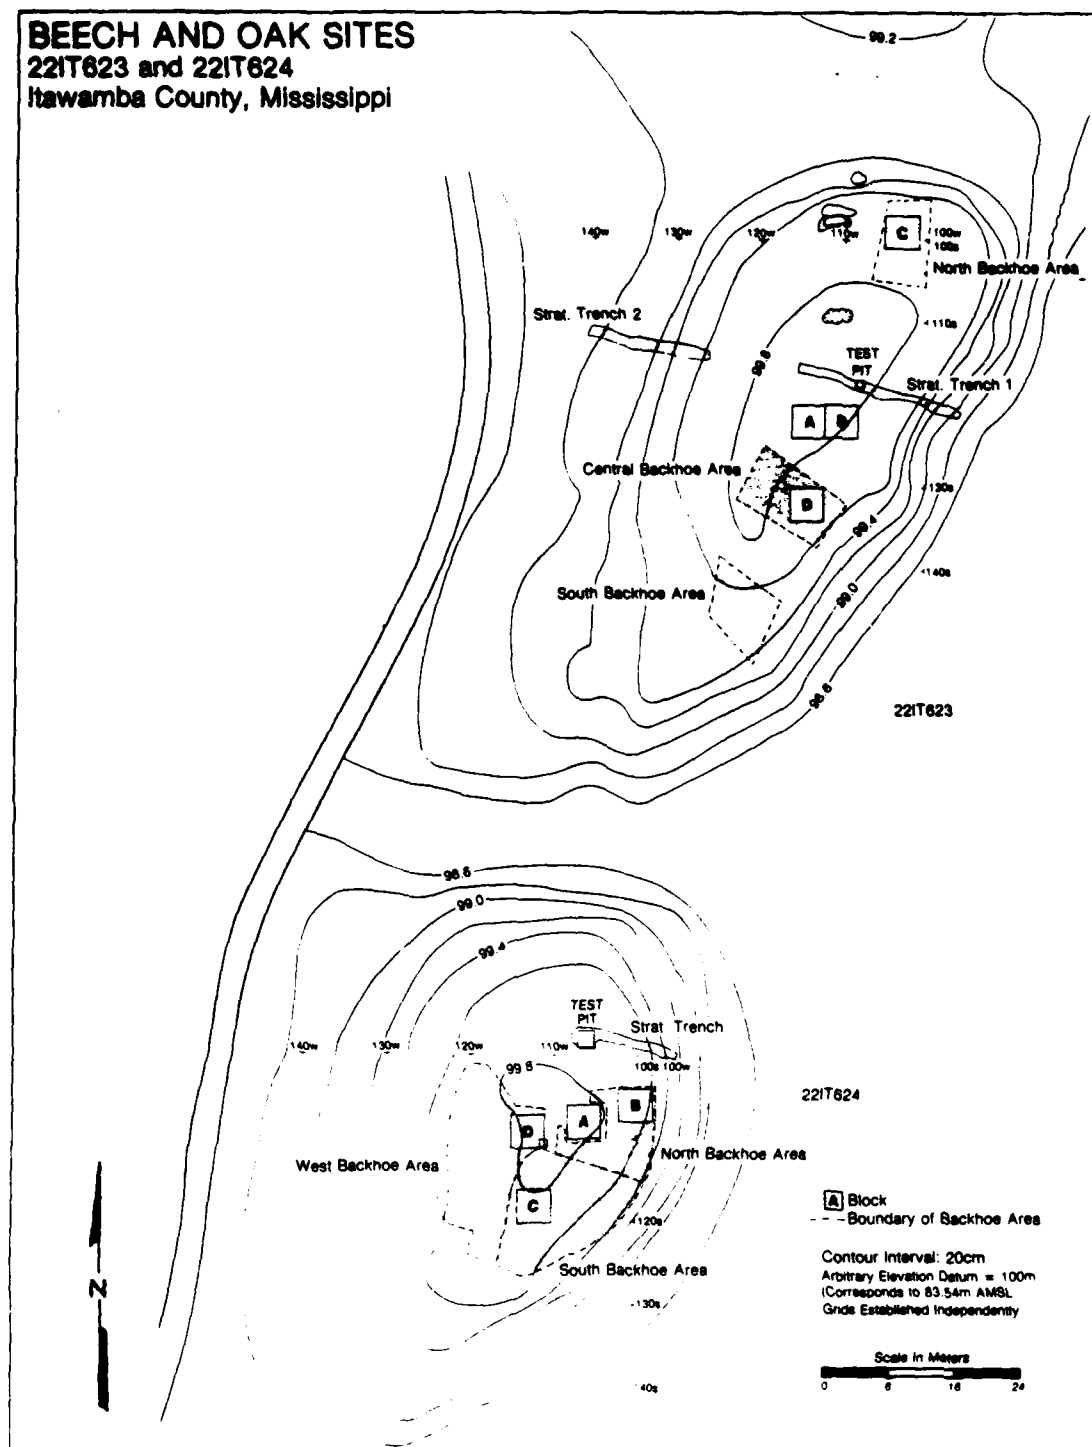 BEECH AND OAK SITES
22IT623 and 22IT624
Itawamba County, Mississippi
99.2
140w
130w
120w
110w
C
100w
100s
North Backhoe Area
Strat. Trench 2
110s
99.8
TEST
PIT
Strat. Trench 1
A
B
Central Backhoe Area
130s
D
99.4
140s
South Backhoe Area
99.0
98.6
22IT623
98.6
99.0
99.4
TEST
PIT
Strat Trench
140w
130w
120w
110w
99.6
100s 100w
22IT624
B
A
D
West Backhoe Area
North Backhoe Area
C
A Block
Boundary of Backhoe Area
120s
Contour Interval: 20cm
South Backhoe Area
Arbitrary Elevation Datum = 100m
(Corresponds to 83.54m AMSL
Grids Established Independently
130s
N
Scale in Meters
0 8 16 24
40s